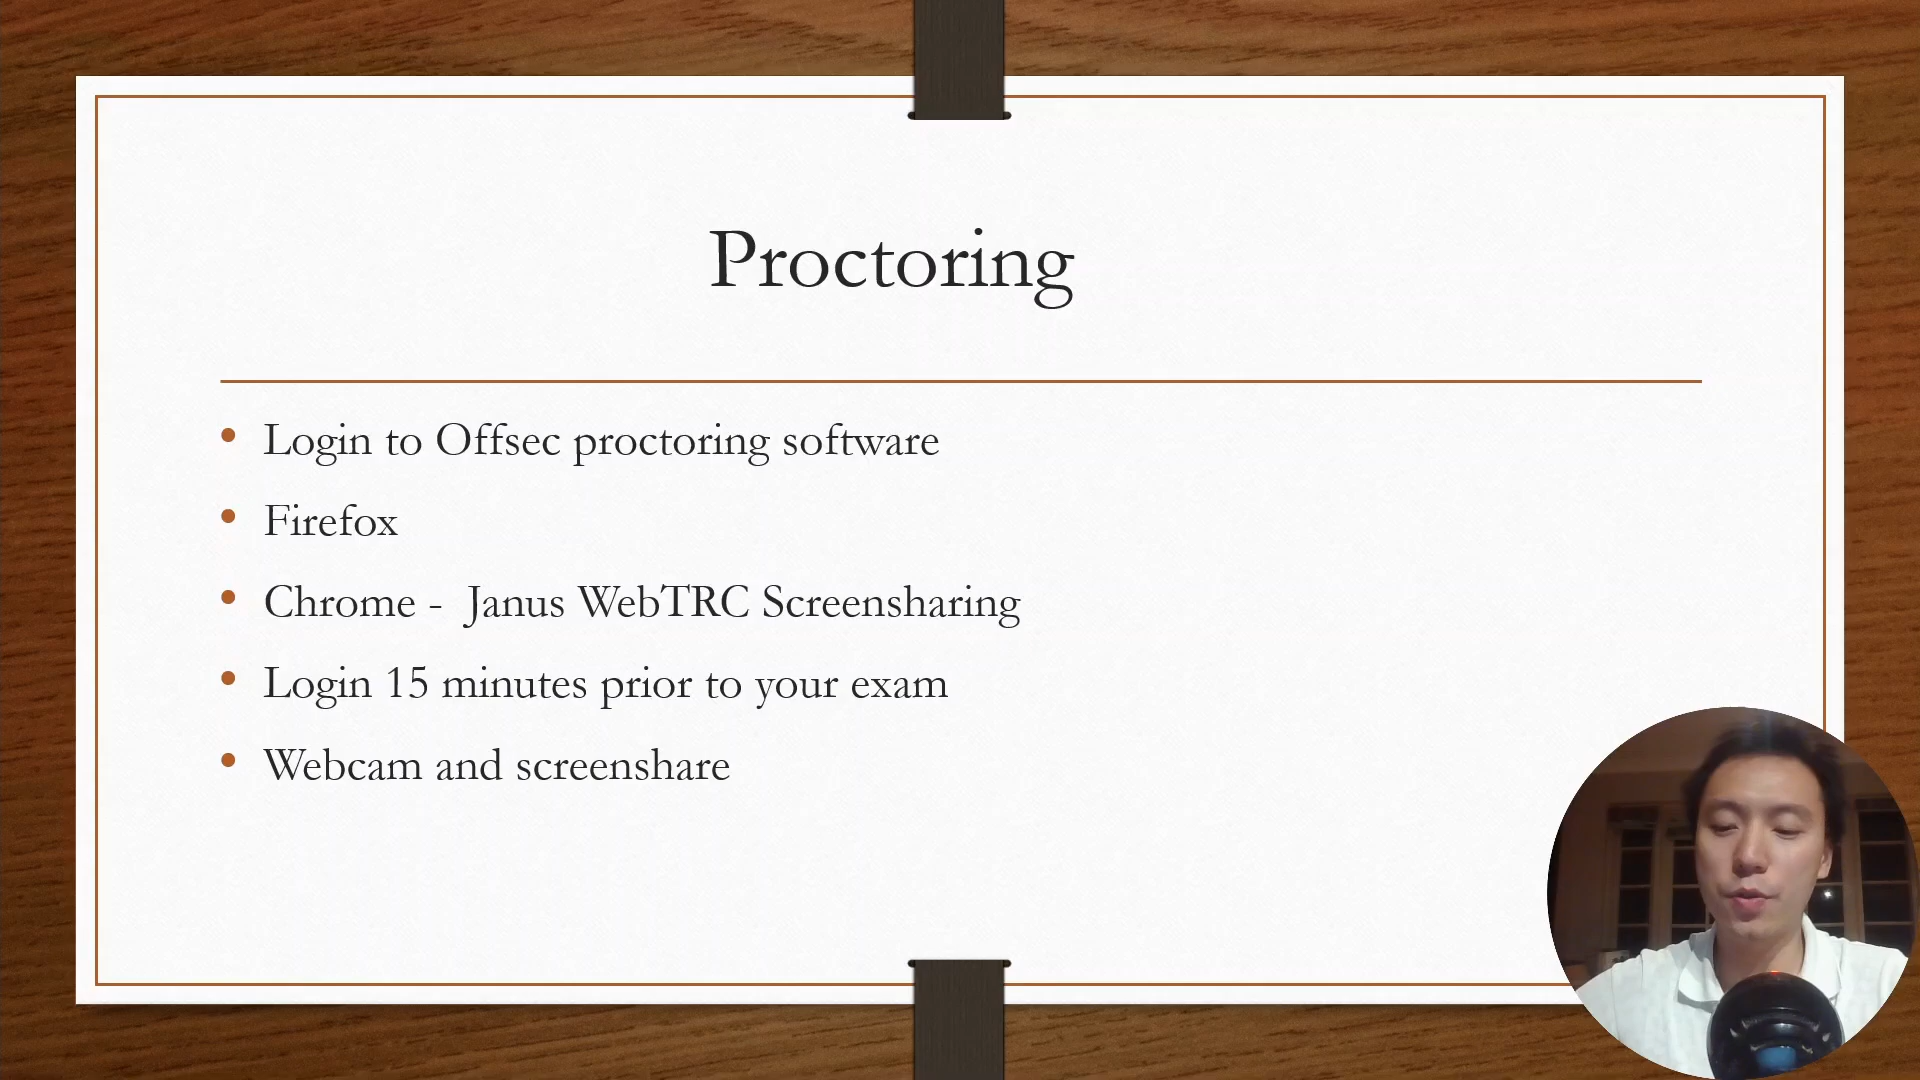 Proctoring
• Login to Offsec proctoring software
• Firefox
• Chrome - Janus WebTRC Screensharing
• Login 15 minutes prior to your exam
• Webcam and screenshare